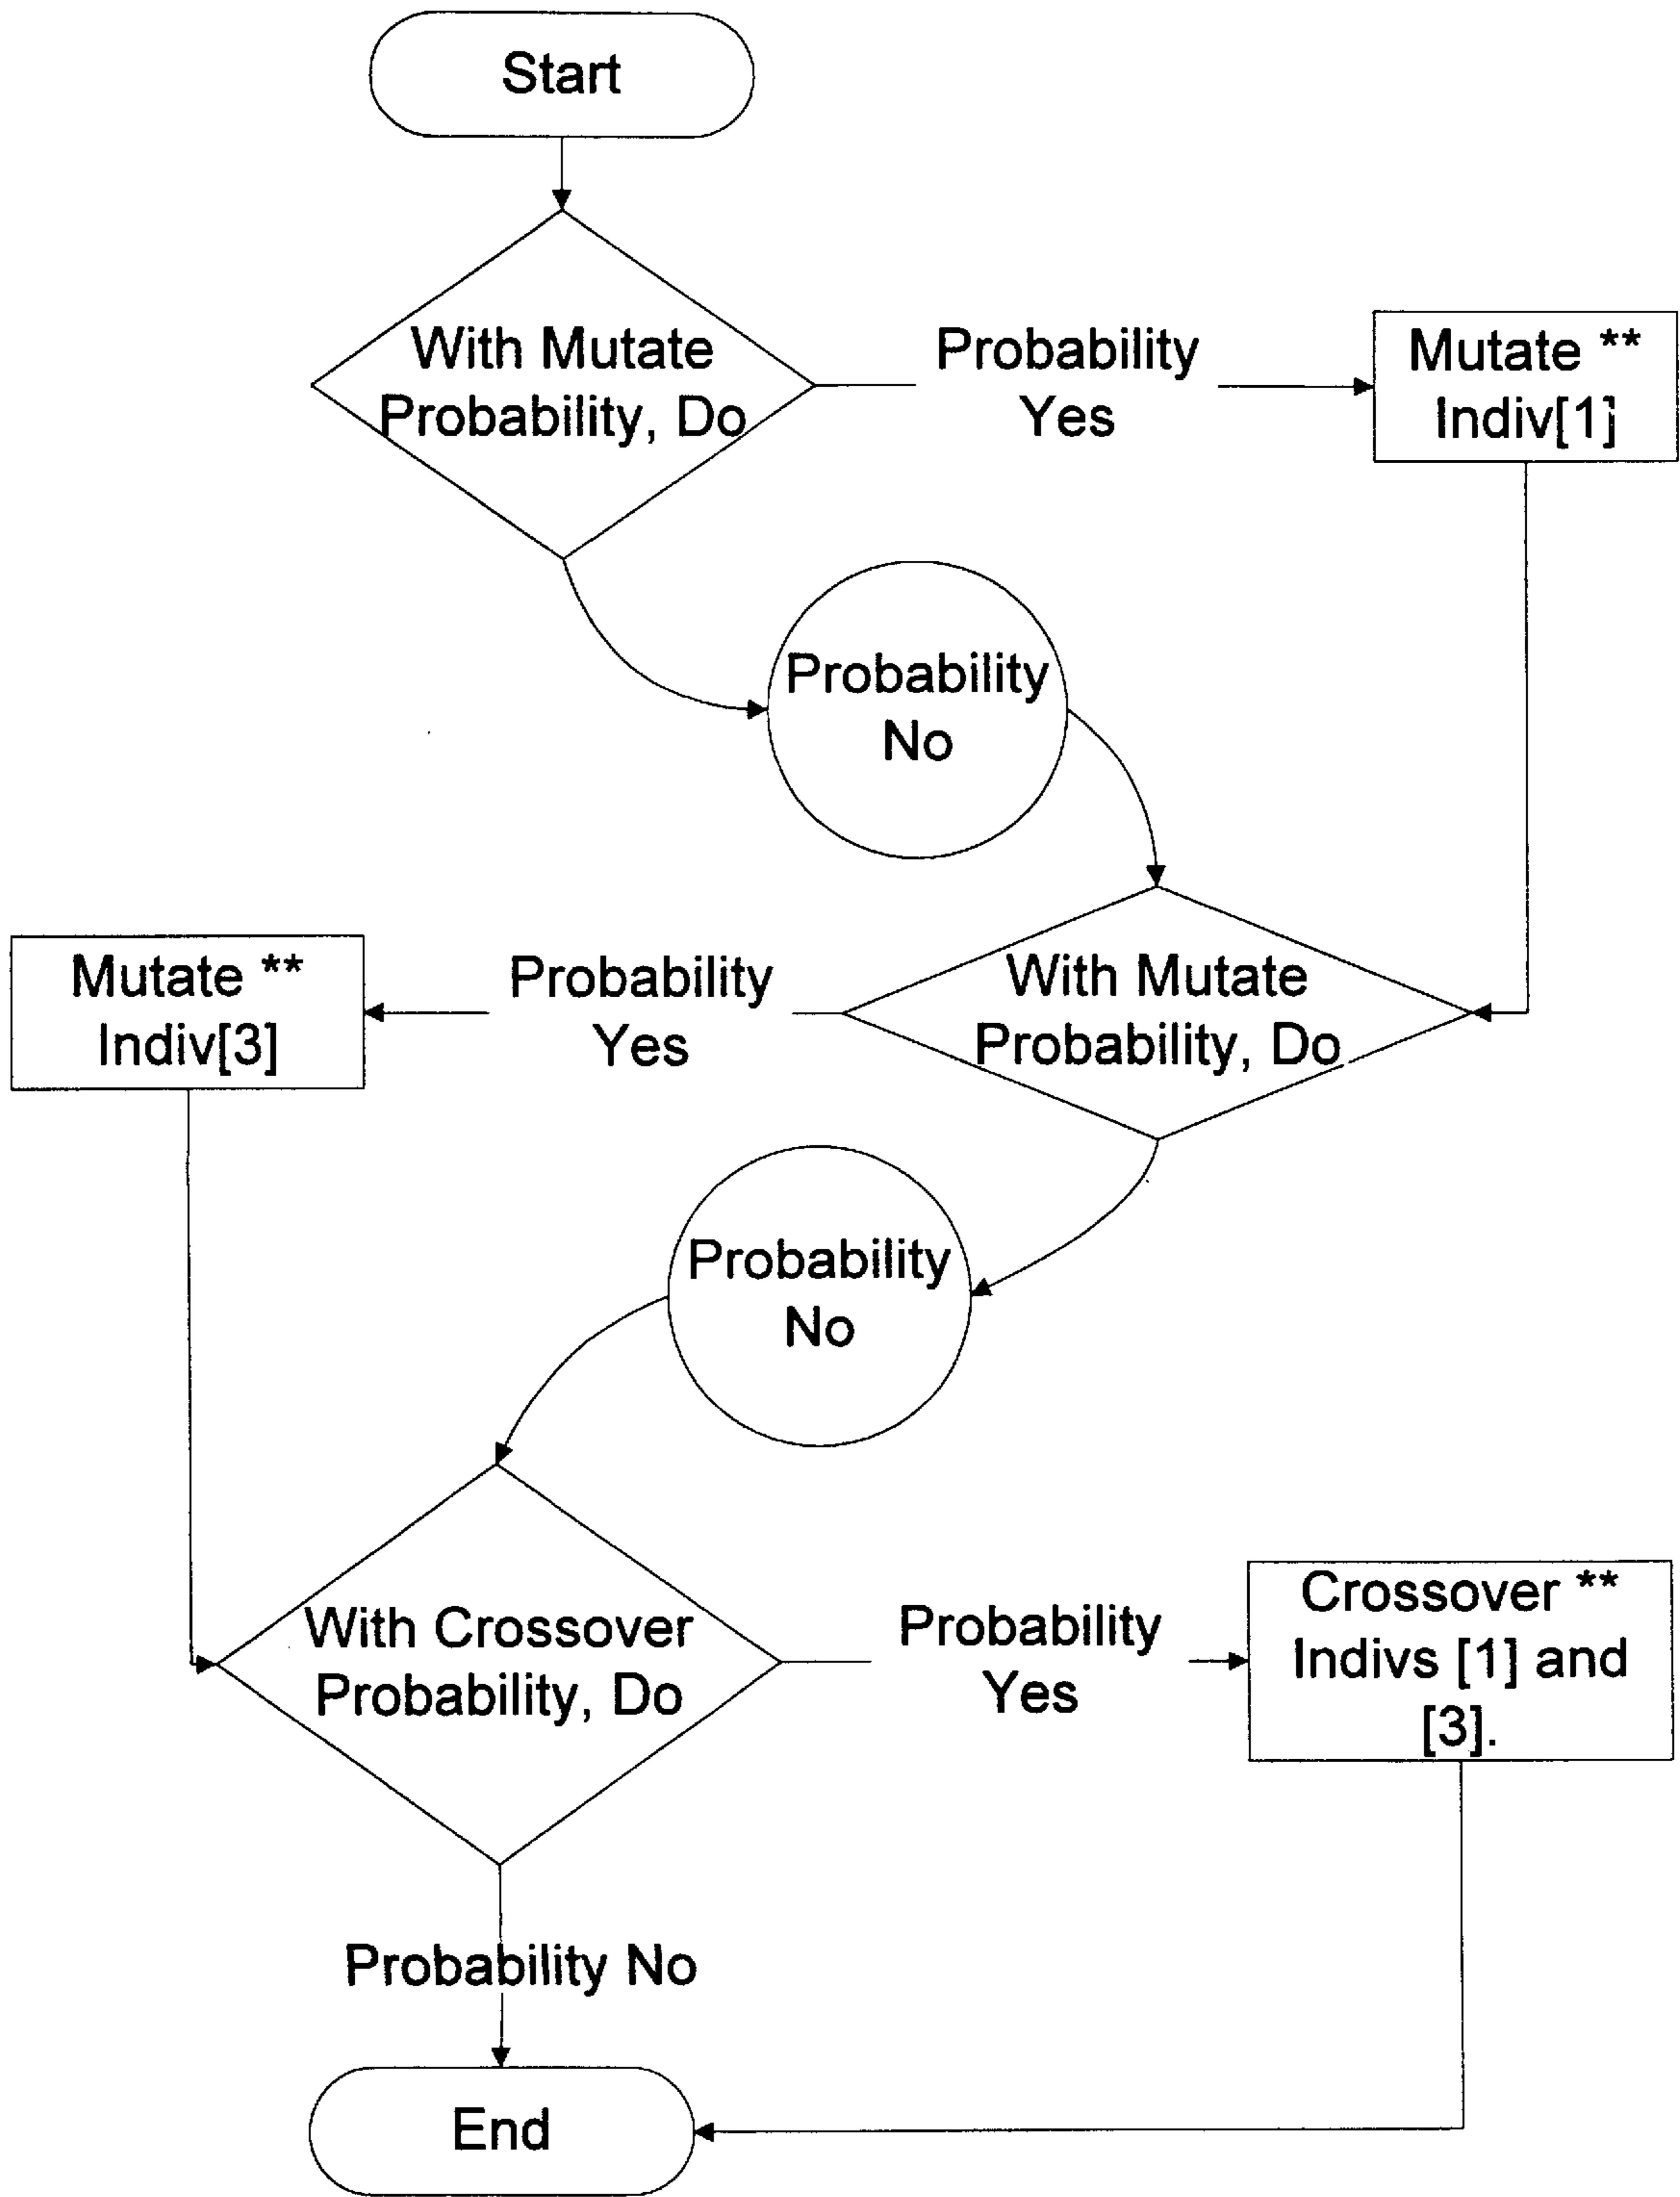 Start
With Mutate
Probability, Do
Probability
Yes
Mutate **
Indiv[1]
Probability
No
With Mutate
Probability, Do
Probability
Yes
Mutate **
Indiv[3]
Probability
No
With Crossover
Probability, Do
Probability
Yes
Crossover **
Indivs [1] and
[3].
Probability No
End